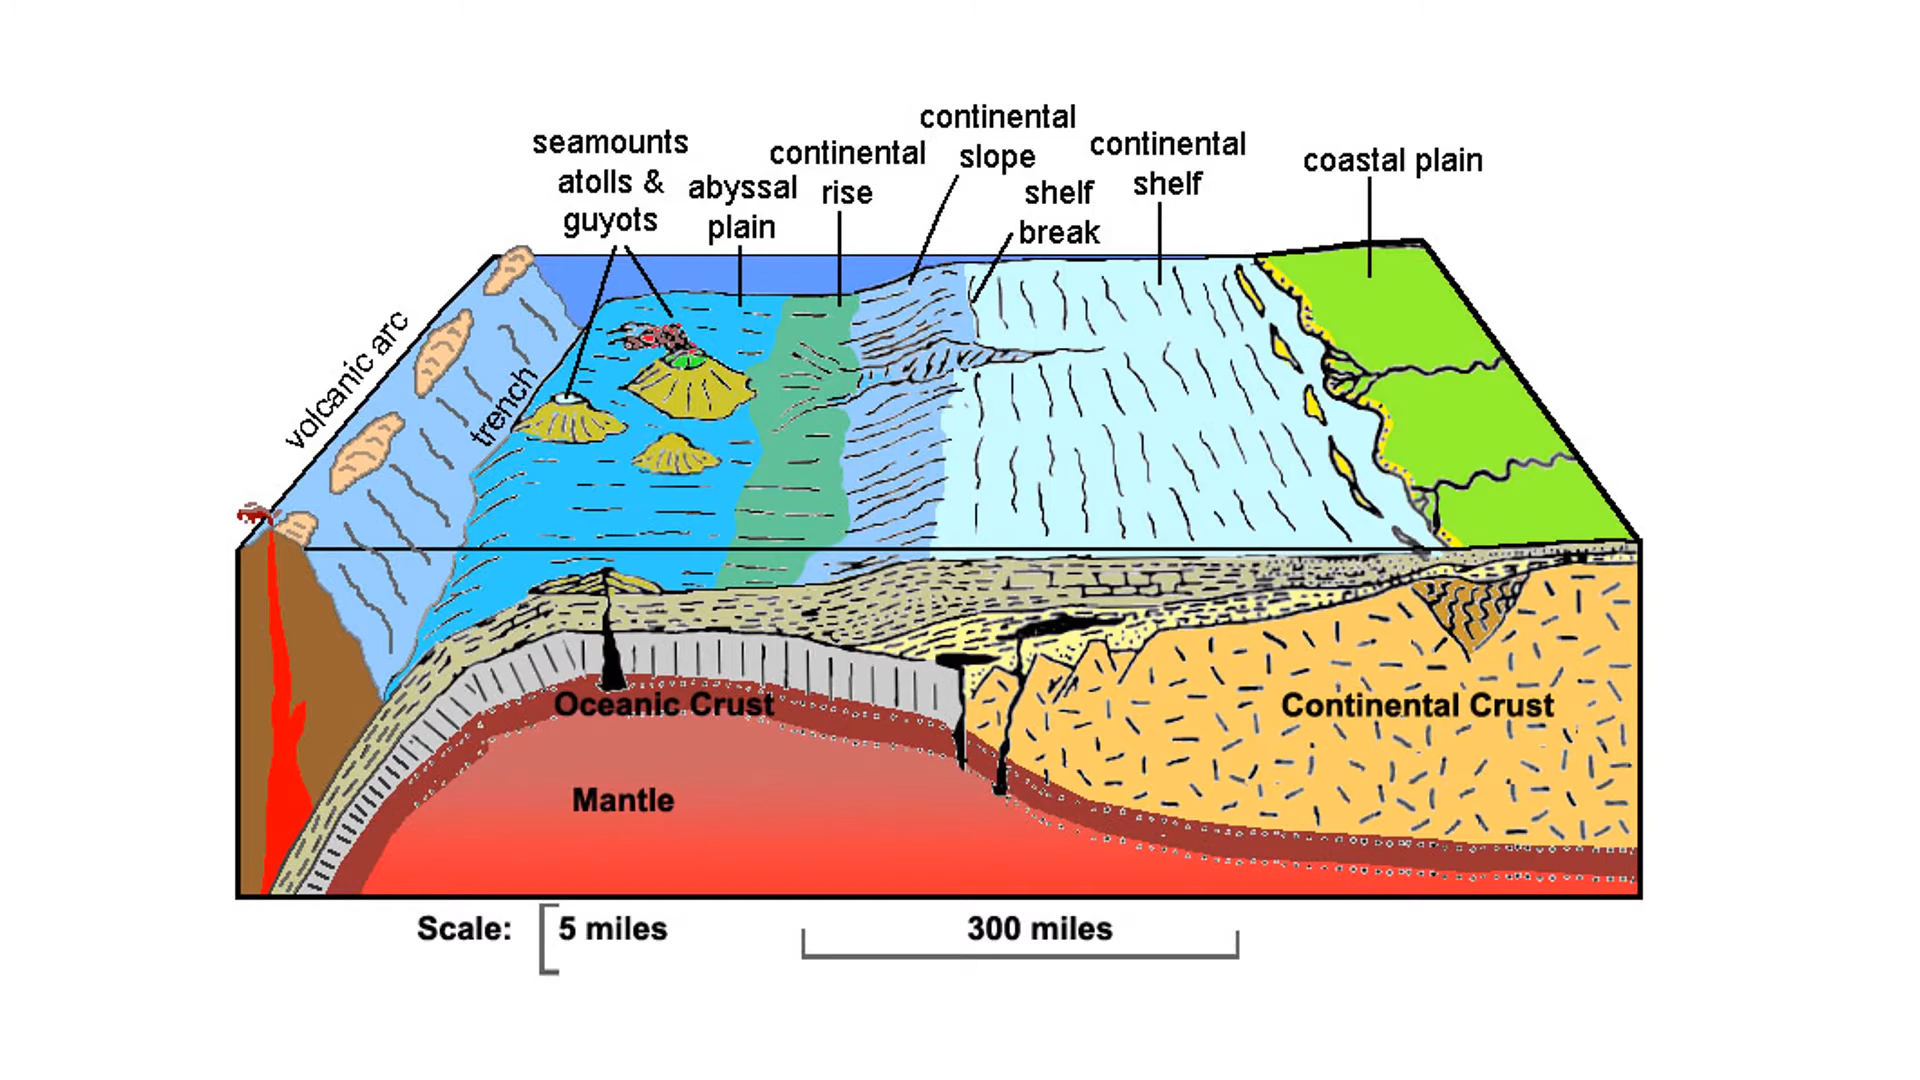 seamounts
atolls &
guyots
abyssal
plain
continental
rise
continental
slope
shelf
break
continental
shelf
coastal plain
volcanic arc
trench
Oceanic Crust
Continental Crust
Mantle
Scale:
5 miles
300 miles